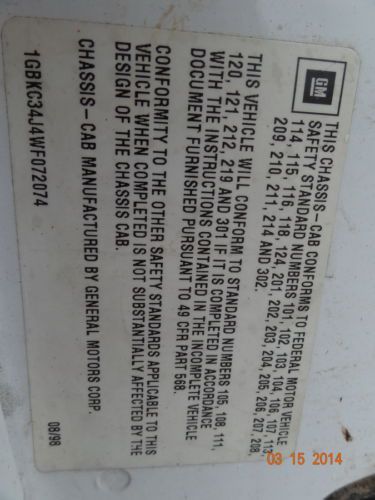 GM
THIS CHASSIS-CAB CONFORMS TO FEDERAL MOTOR VEHICLE
SAFETY STANDARD NUMBERS 101, 102, 103, 104, 106, 107, 113,
114, 115, 116, 118, 124, 201, 202, 203, 204, 205, 206, 207, 208,
209, 210, 211, 214 AND 302.
THIS VEHICLE WILL CONFORM TO STANDARD NUMBERS 105, 108, 111,
120, 121, 212, 219 AND 301 IF IT IS COMPLETED IN ACCORDANCE
WITH THE INSTRUCTIONS CONTAINED IN THE INCOMPLETE VEHICLE
DOCUMENT FURNISHED PURSUANT TO 49 CFR PART 568.
CONFORMITY TO THE OTHER SAFETY STANDARDS APPLICABLE TO THIS
VEHICLE WHEN COMPLETED IS NOT SUBSTANTIALLY AFFECTED BY THE
DESIGN OF THE CHASSIS CAB.
CHASSIS-CAB MANUFACTURED BY GENERAL MOTORS CORP.
1GBKC34J4WF072074
08/98
03 15 2014